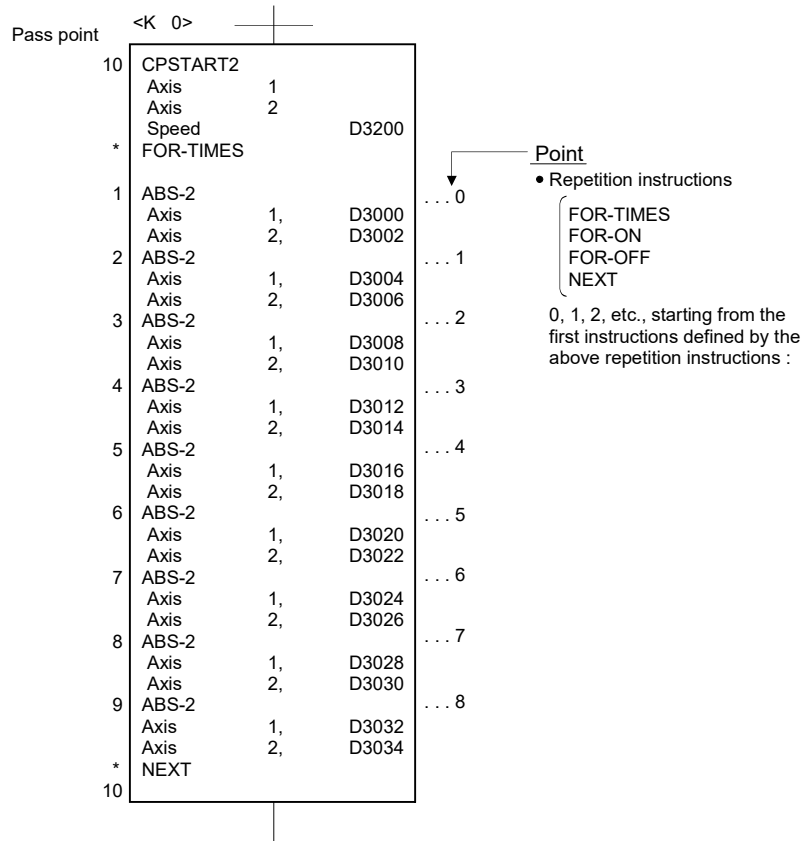 <K 0>
Pass point
10 CPSTART2
Axis 1
Axis 2
Speed D3200
* FOR-TIMES
1 ABS-2 ...0
Axis 1, D3000
Axis 2, D3002
2 ABS-2 ...1
Axis 1, D3004
Axis 2, D3006
3 ABS-2 ...2
Axis 1, D3008
Axis 2, D3010
4 ABS-2 ...3
Axis 1, D3012
Axis 2, D3014
5 ABS-2 ...4
Axis 1, D3016
Axis 2, D3018
6 ABS-2 ...5
Axis 1, D3020
Axis 2, D3022
7 ABS-2 ...6
Axis 1, D3024
Axis 2, D3026
8 ABS-2 ...7
Axis 1, D3028
Axis 2, D3030
9 ABS-2 ...8
Axis 1, D3032
Axis 2, D3034
* NEXT
10
Point
• Repetition instructions
FOR-TIMES
FOR-ON
FOR-OFF
NEXT
0, 1, 2, etc., starting from the
first instructions defined by the
above repetition instructions :